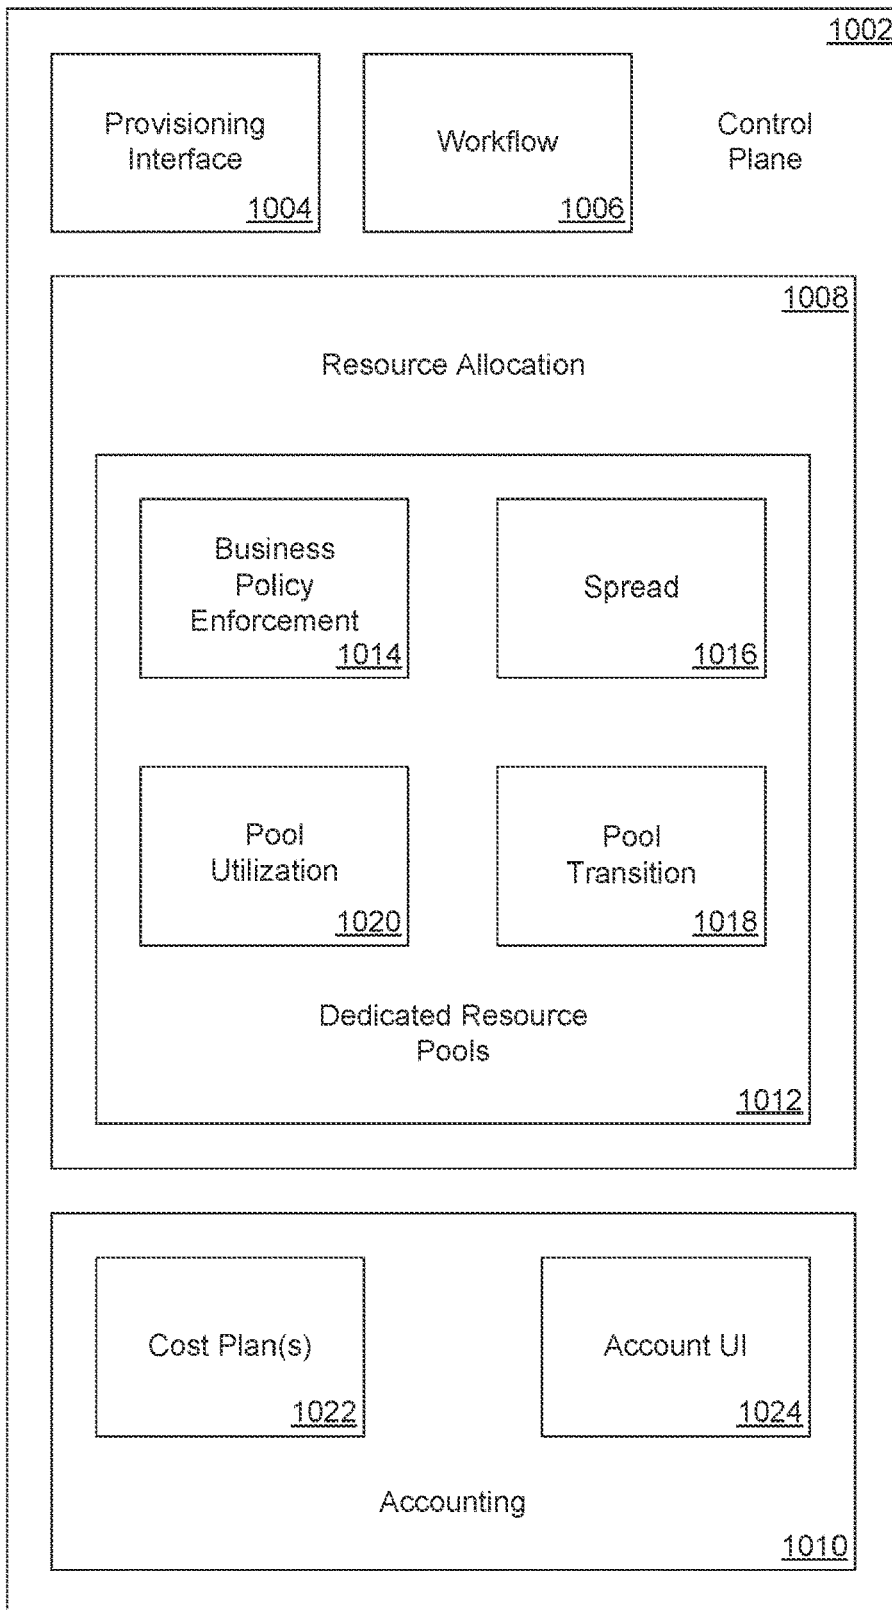 1002
Provisioning
Interface
1004
Workflow
1006
Control
Plane
1008
Resource Allocation
Business
Policy
Enforcement
1014
Spread
1016
Pool
Utilization
1020
Pool
Transition
1018
Dedicated Resource
Pools
1012
Cost Plan(s)
1022
Account UI
1024
Accounting
1010